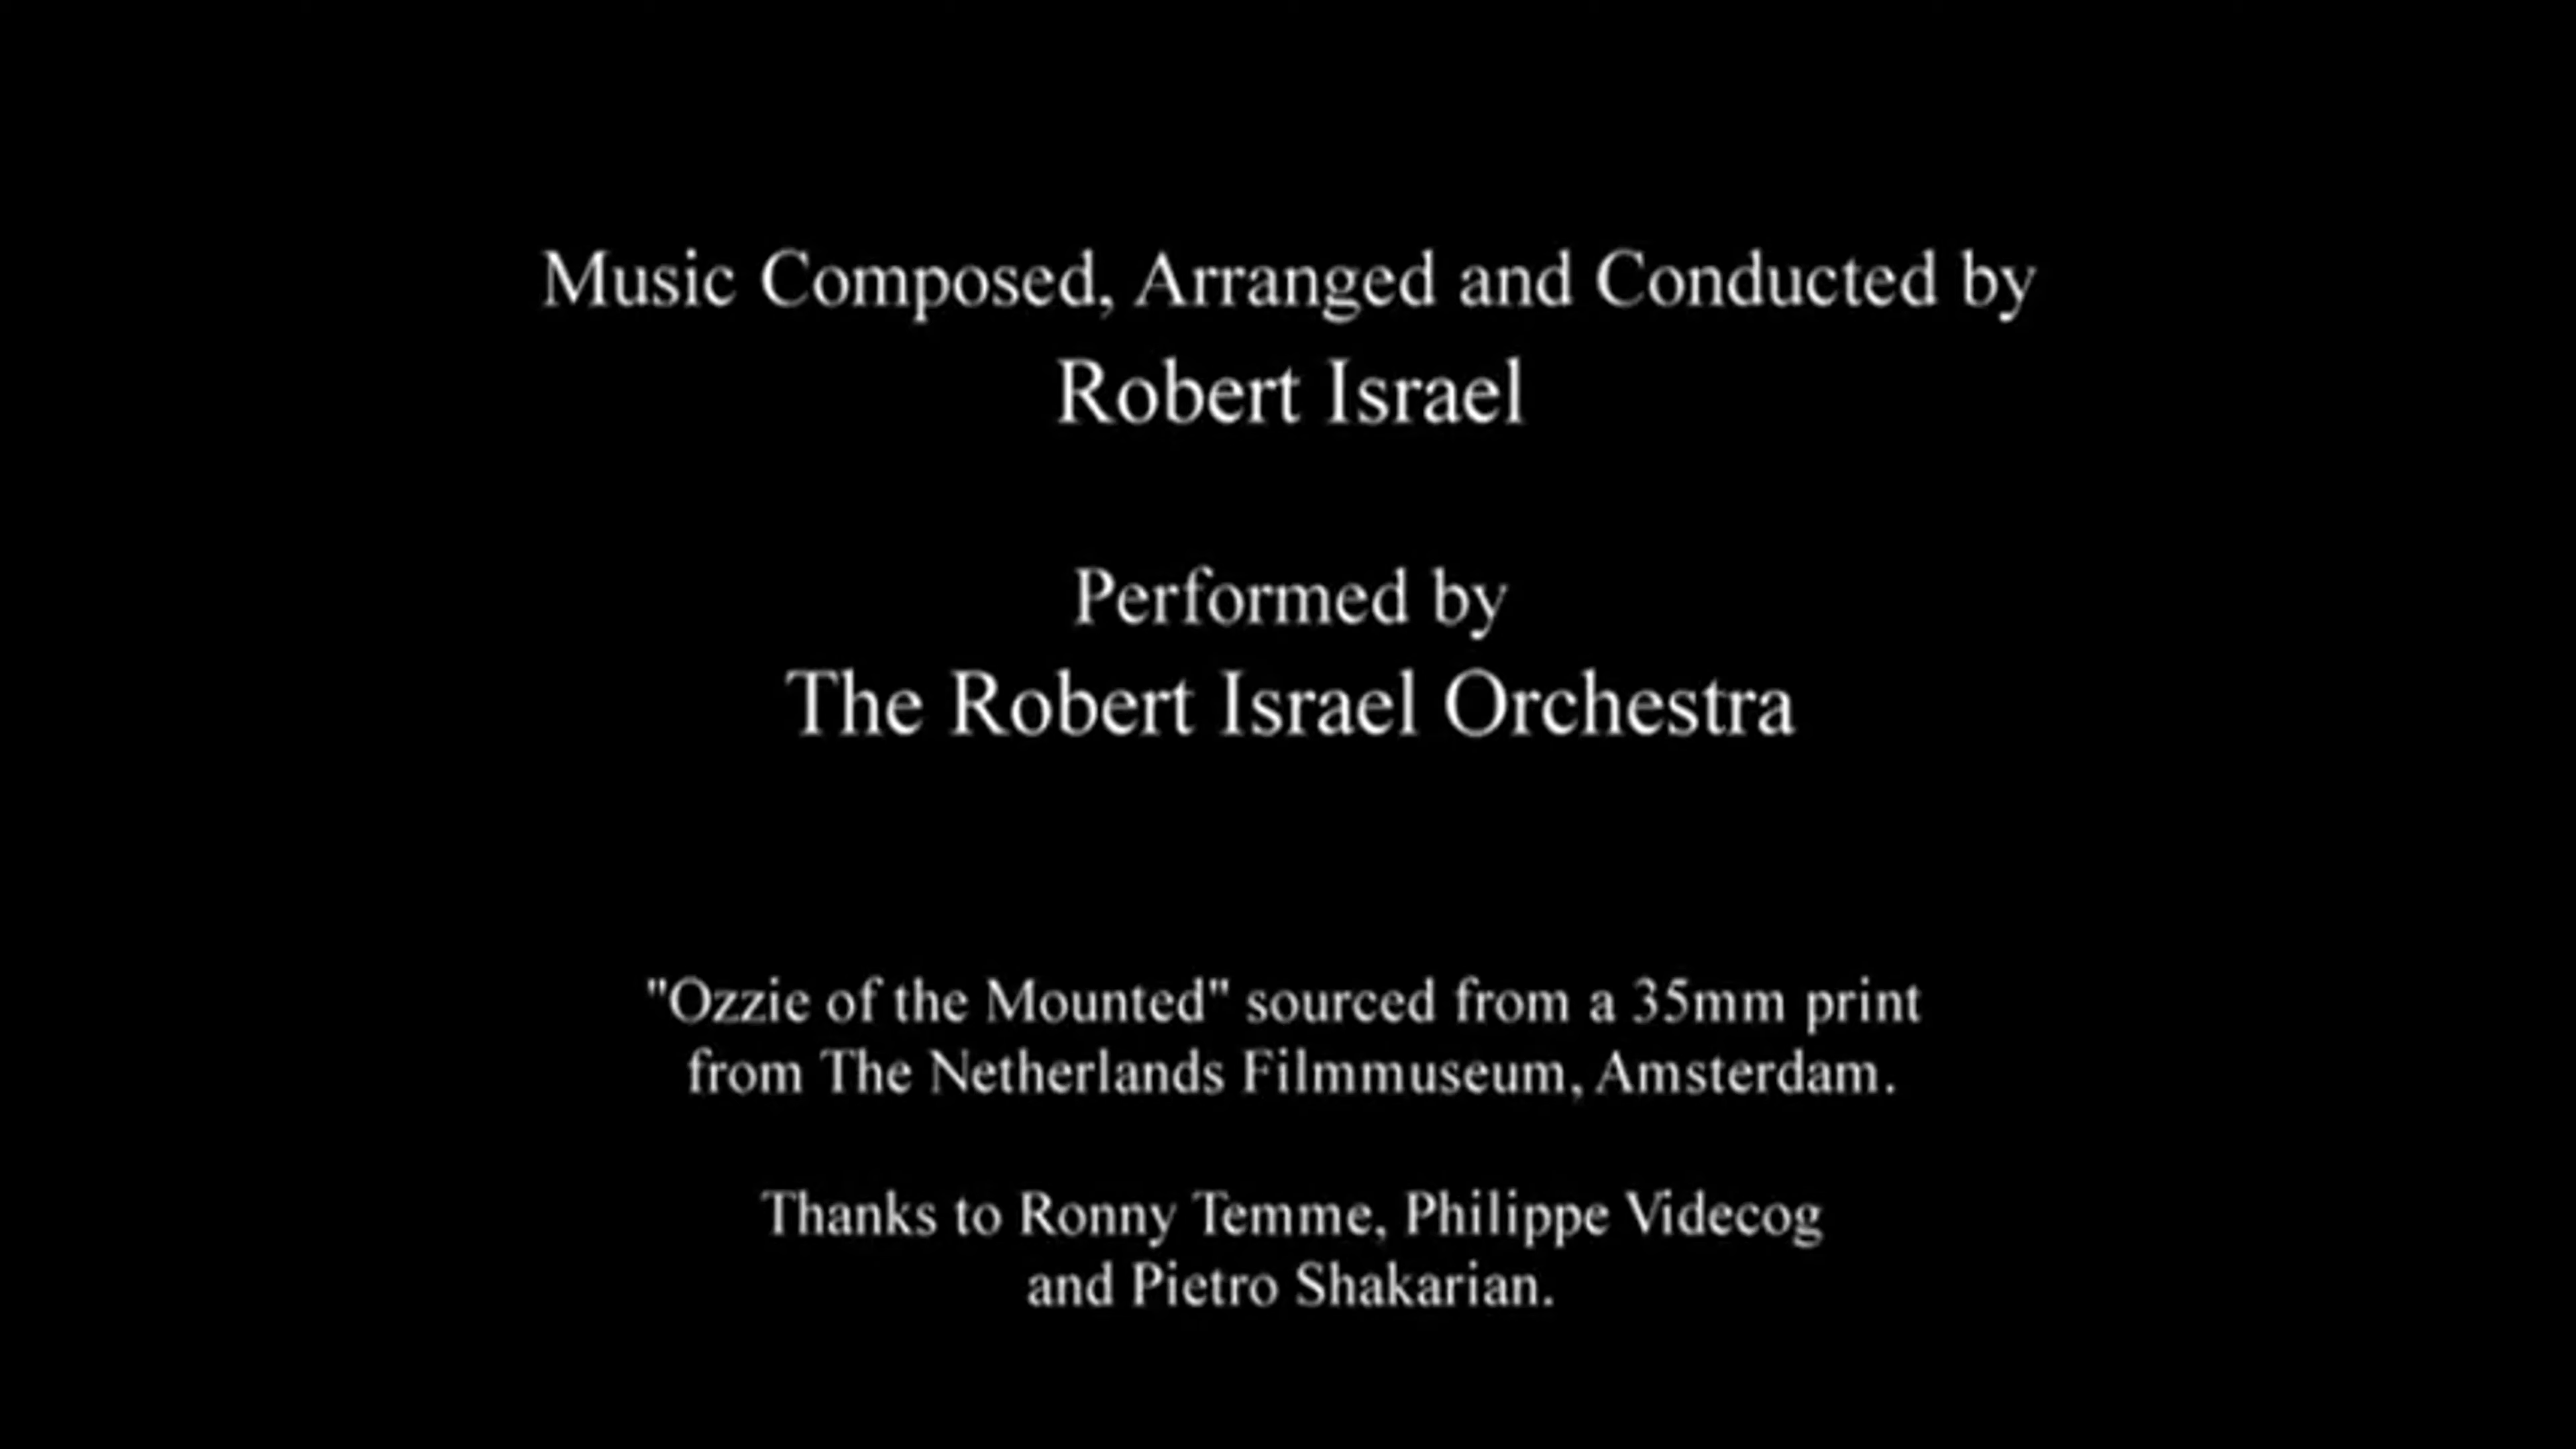 Music Composed, Arranged and Conducted by
Robert Israel
Performed by
The Robert Israel Orchestra
"Ozzie of the Mounted" sourced from a 35mm print
from The Netherlands Filmmuseum, Amsterdam.
Thanks to Ronny Temme, Philippe Videcog
and Pietro Shakarian.